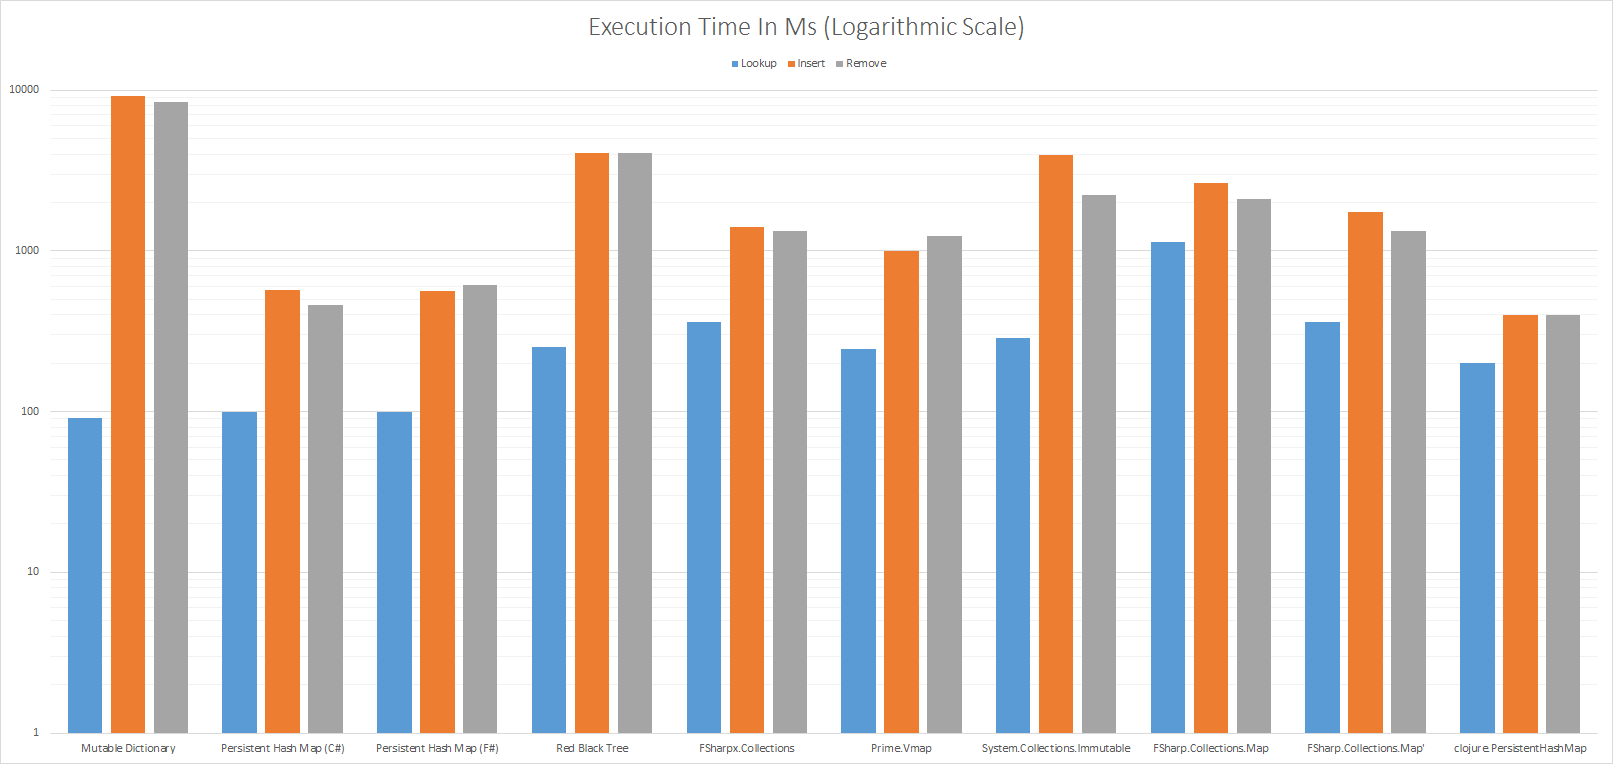 Execution Time In Ms (Logarithmic Scale)
Lookup Insert Remove
10000
1000
100
10
1
Mutable Dictionary Persistent Hash Map (C#) Persistent Hash Map (F#) Red Black Tree FSharpx.Collections Prime.Vmap System.Collections.Immutable FSharp.Collections.Map FSharp.Collections.Map' clojure.PersistentHashMap